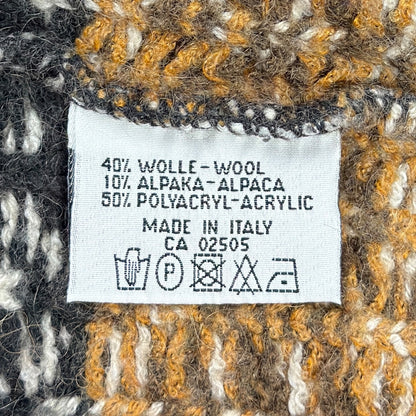 40% WOLLE-WOOL
10% ALPAKA-ALPACA
50% POLYACRYL-ACRYLIC
MADE IN ITALY
CA 02505
P